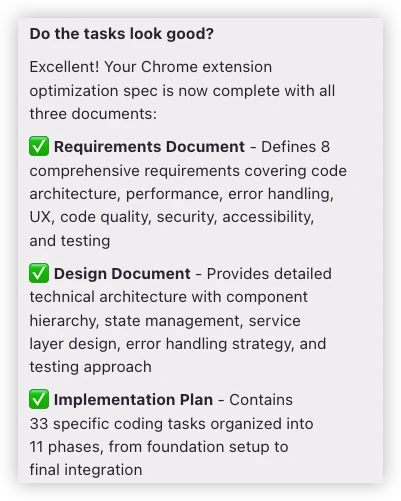 Do the tasks look good?
Excellent! Your Chrome extension
optimization spec is now complete with all
three documents:
✅ Requirements Document - Defines 8
comprehensive requirements covering code
architecture, performance, error handling,
UX, code quality, security, accessibility,
and testing
✅ Design Document - Provides detailed
technical architecture with component
hierarchy, state management, service
layer design, error handling strategy, and
testing approach
✅ Implementation Plan - Contains
33 specific coding tasks organized into
11 phases, from foundation setup to
final integration